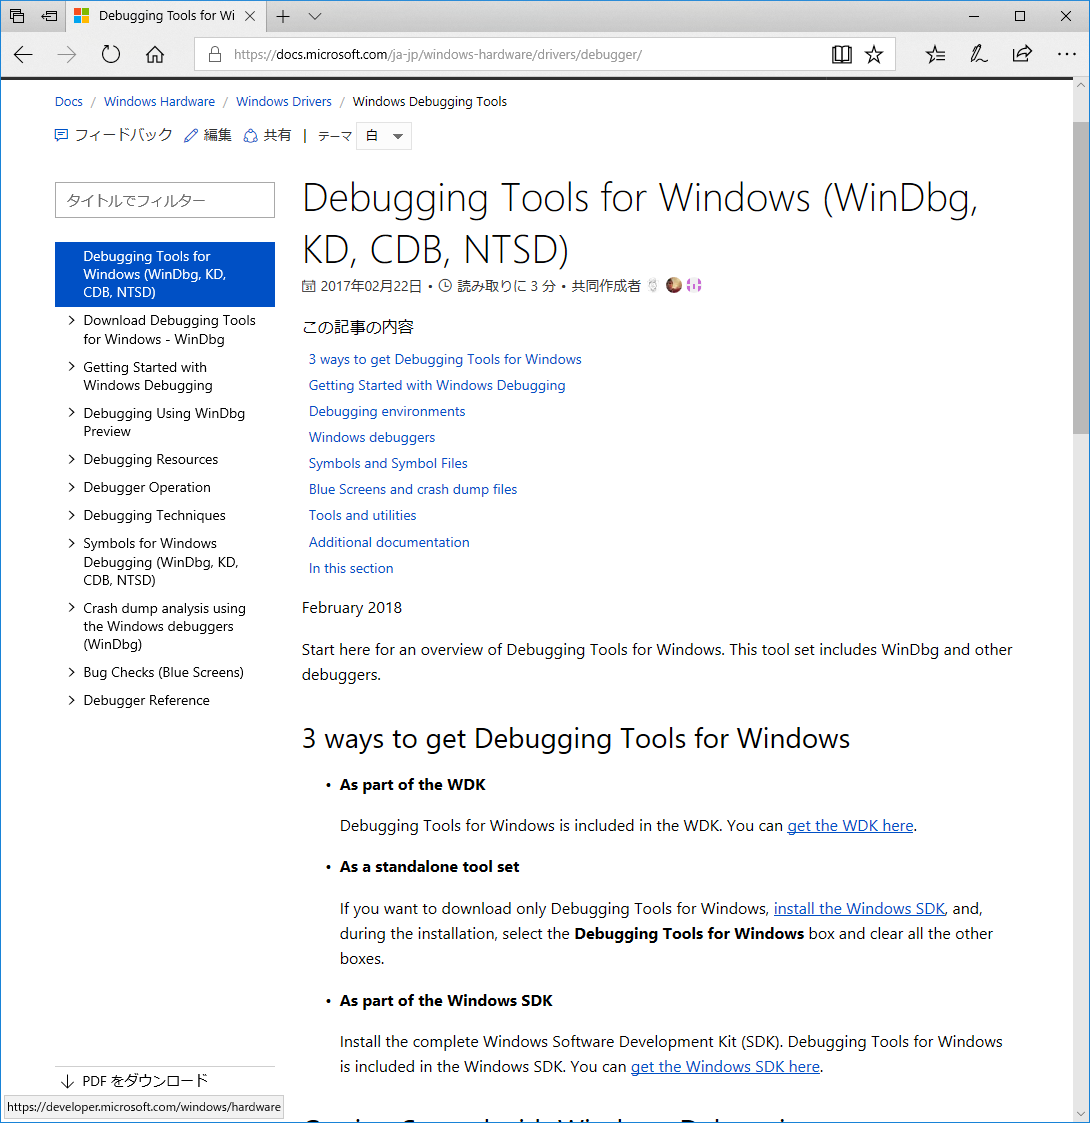 Debugging Tools for Wi
https://docs.microsoft.com/ja-jp/windows-hardware/drivers/debugger/
Docs / Windows Hardware / Windows Drivers / Windows Debugging Tools
フィードバック 編集 共有 | テーマ 白
タイトルでフィルター
Debugging Tools for
Windows (WinDbg, KD,
CDB, NTSD)
Download Debugging Tools
for Windows - WinDbg
Getting Started with
Windows Debugging
Debugging Using WinDbg
Preview
Debugging Resources
Debugger Operation
Debugging Techniques
Symbols for Windows
Debugging (WinDbg, KD,
CDB, NTSD)
Crash dump analysis using
the Windows debuggers
(WinDbg)
Bug Checks (Blue Screens)
Debugger Reference
PDF をダウンロード
Debugging Tools for Windows (WinDbg,
KD, CDB, NTSD)
2017年02月22日 • 読み取りに 3 分 • 共同作成者
この記事の内容
3 ways to get Debugging Tools for Windows
Getting Started with Windows Debugging
Debugging environments
Windows debuggers
Symbols and Symbol Files
Blue Screens and crash dump files
Tools and utilities
Additional documentation
In this section
February 2018
Start here for an overview of Debugging Tools for Windows. This tool set includes WinDbg and other
debuggers.
3 ways to get Debugging Tools for Windows
• As part of the WDK
Debugging Tools for Windows is included in the WDK. You can get the WDK here.
• As a standalone tool set
If you want to download only Debugging Tools for Windows, install the Windows SDK, and,
during the installation, select the Debugging Tools for Windows box and clear all the other
boxes.
• As part of the Windows SDK
Install the complete Windows Software Development Kit (SDK). Debugging Tools for Windows
is included in the Windows SDK. You can get the Windows SDK here.
https://developer.microsoft.com/windows/hardware